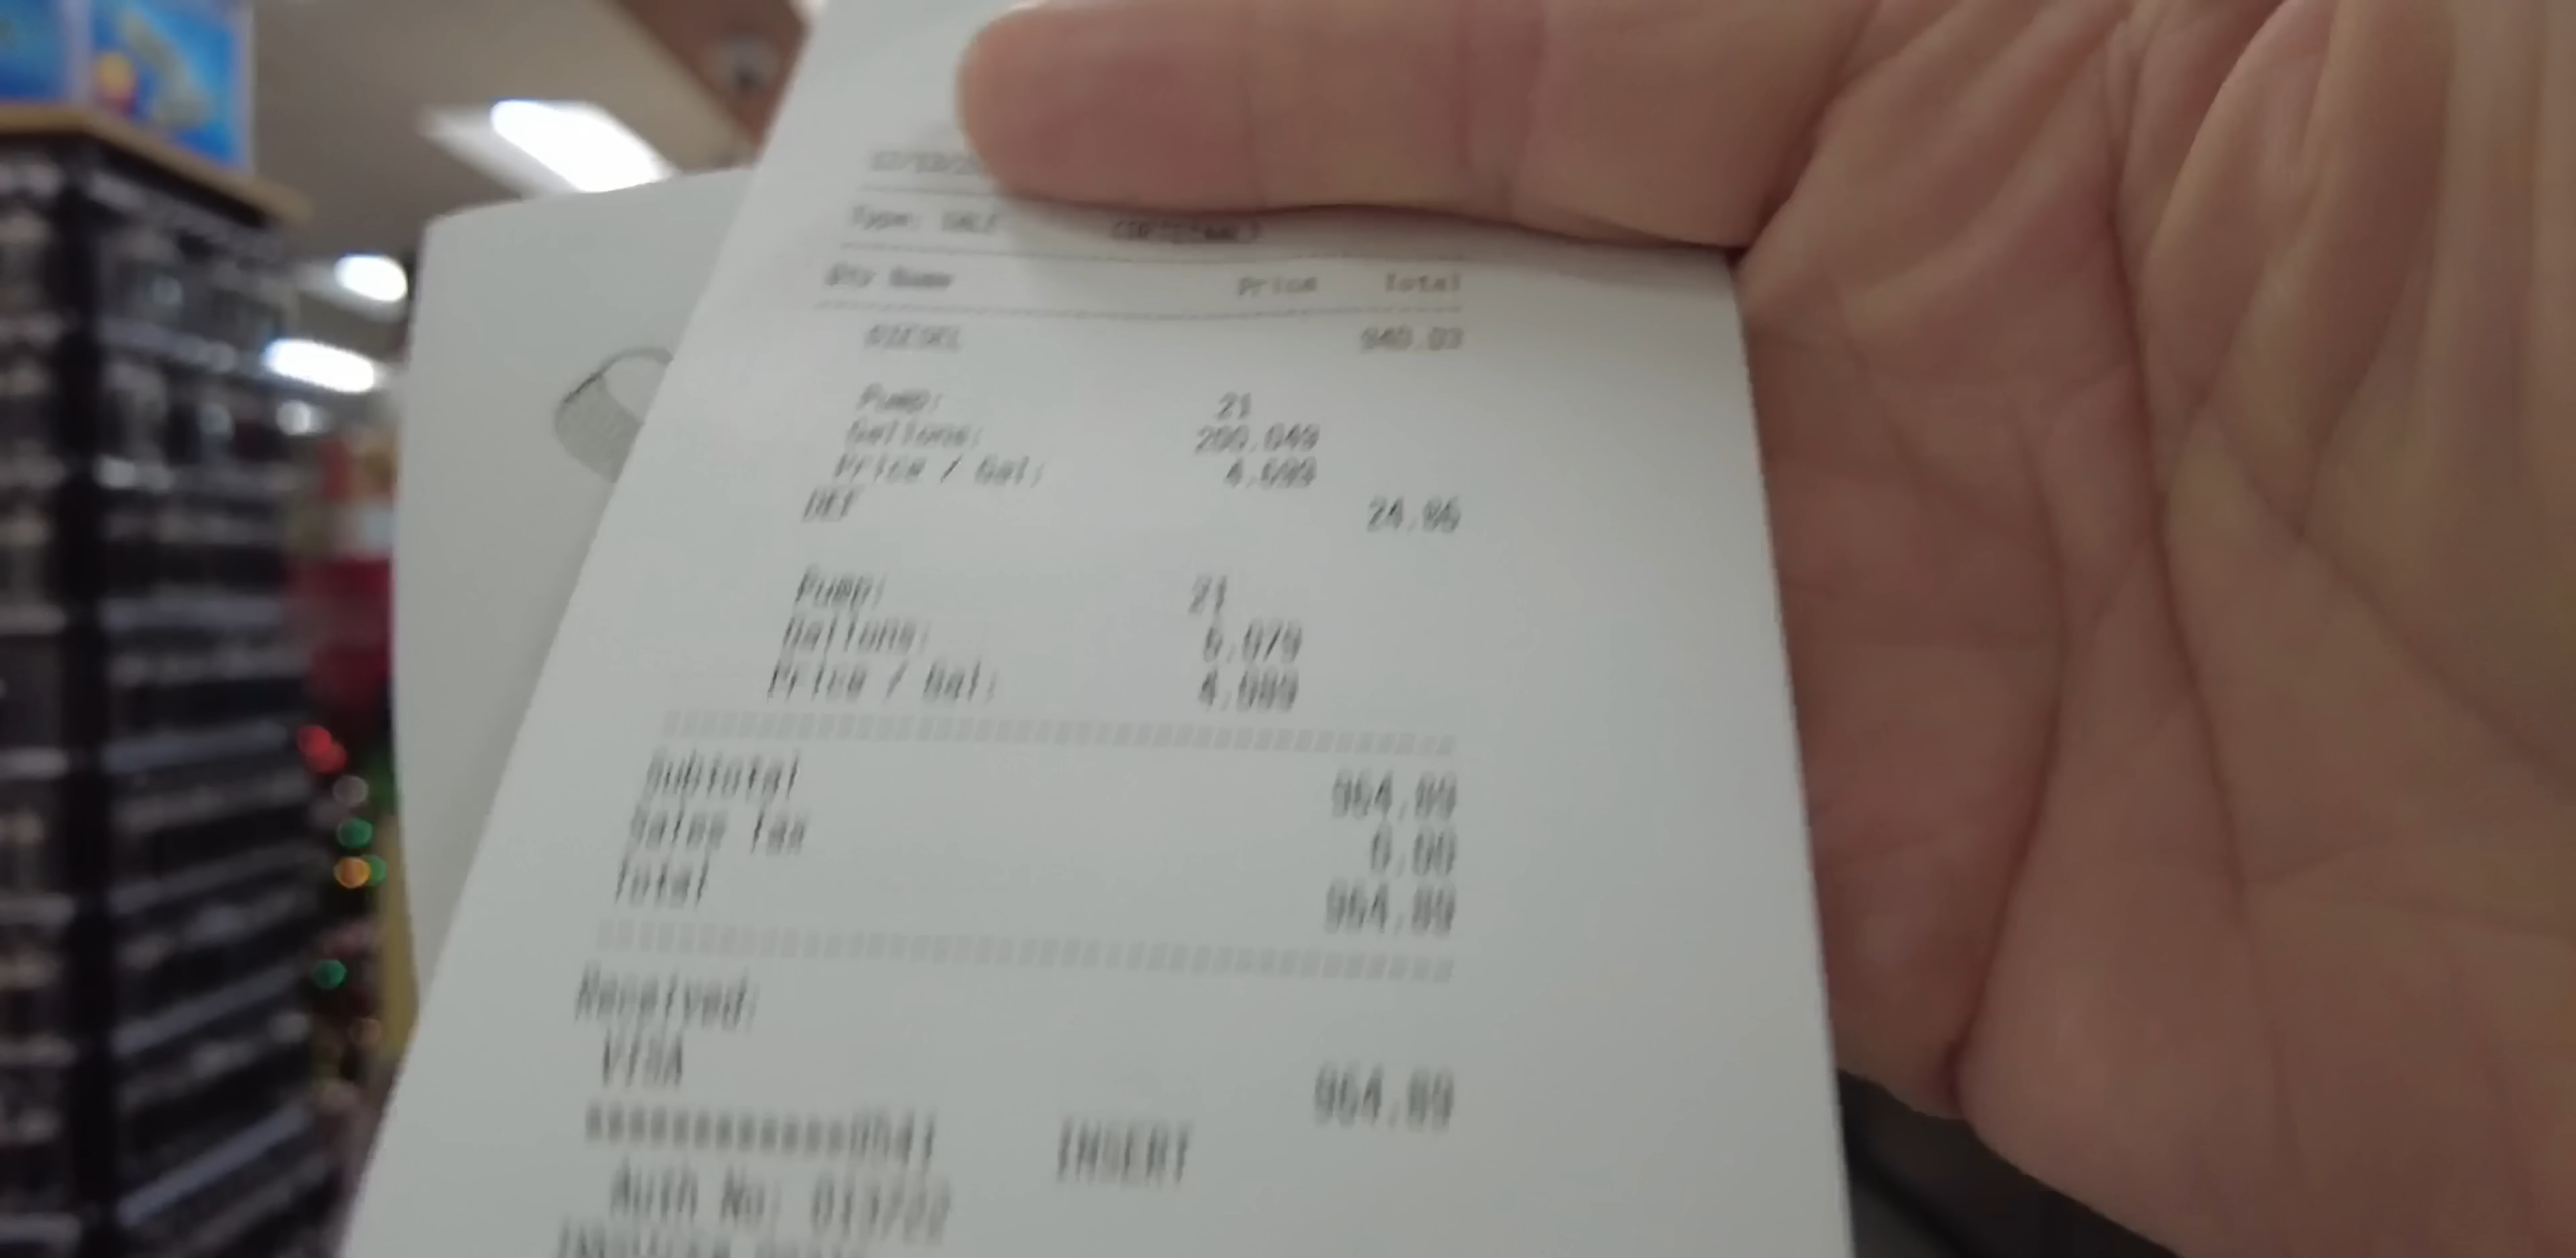 Type: SALE (ORIGINAL)
Qty Name Price Total
DIESEL 940.03
Pump: 21
Gallons: 200.049
Price / Gal: 4.699
DEF 24.86
Pump: 21
Gallons: 6.079
Price / Gal: 4.089
Subtotal 964.89
Sales Tax 0.00
Total 964.89
Received:
VISA 964.89
INSERT
Auth No: